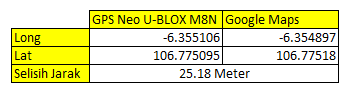 GPS Neo U-BLOX M8N Google Maps
Long -6.355106 -6.354897
Lat 106.775095 106.77518
Selisih Jarak 25.18 Meter